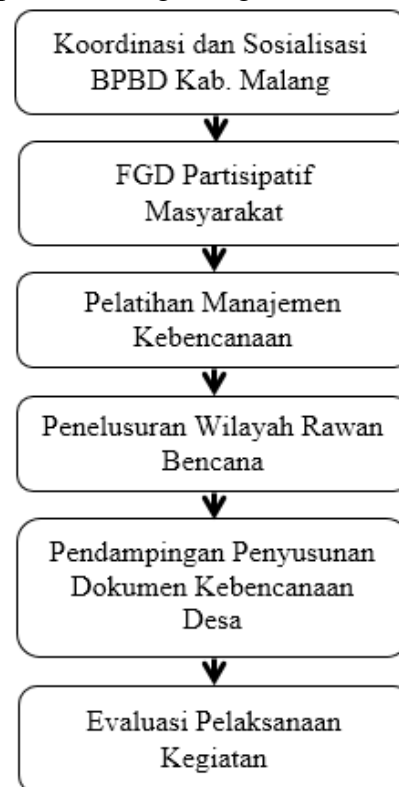 Koordinasi dan Sosialisasi
BPBD Kab. Malang
FGD Partisipatif
Masyarakat
Pelatihan Manajemen
Kebencanaan
Penelusuran Wilayah Rawan
Bencana
Pendampingan Penyusunan
Dokumen Kebencanaan
Desa
Evaluasi Pelaksanaan
Kegiatan